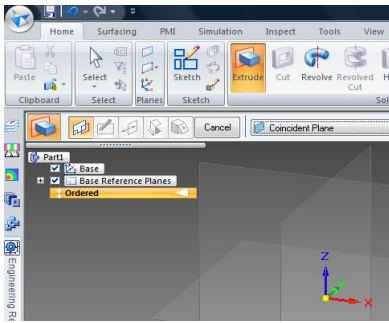 Home Surfacing PMI Simulation Inspect Tools View
Paste Select Sketch Extrude Cut Revolve Revolved Cut
Clipboard Select Planes Sketch
Cancel Coincident Plane
Part1
Base
Base Reference Planes
Ordered
Z
X
Engineering Re